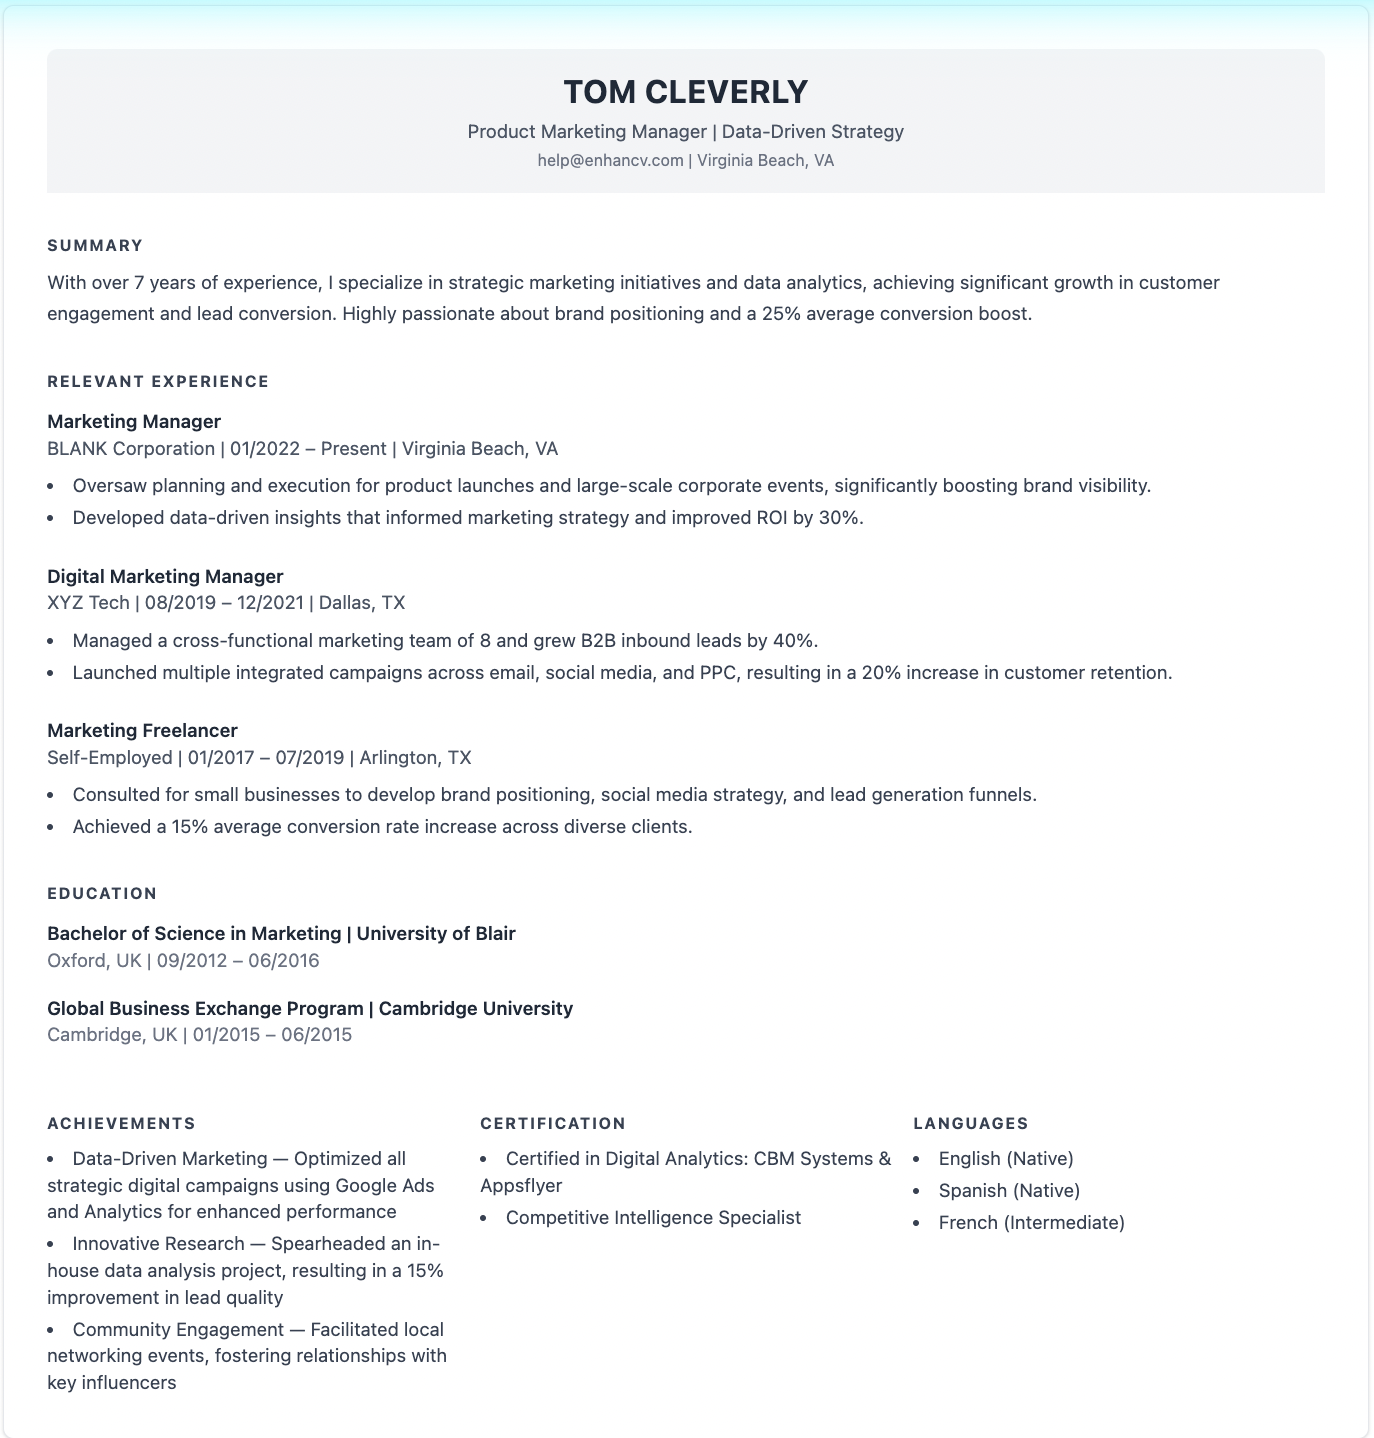 TOM CLEVERLY
Product Marketing Manager | Data-Driven Strategy
help@enhancv.com | Virginia Beach, VA
SUMMARY
With over 7 years of experience, I specialize in strategic marketing initiatives and data analytics, achieving significant growth in customer
engagement and lead conversion. Highly passionate about brand positioning and a 25% average conversion boost.
RELEVANT EXPERIENCE
Marketing Manager
BLANK Corporation | 01/2022 – Present | Virginia Beach, VA
• Oversaw planning and execution for product launches and large-scale corporate events, significantly boosting brand visibility.
• Developed data-driven insights that informed marketing strategy and improved ROI by 30%.
Digital Marketing Manager
XYZ Tech | 08/2019 – 12/2021 | Dallas, TX
• Managed a cross-functional marketing team of 8 and grew B2B inbound leads by 40%.
• Launched multiple integrated campaigns across email, social media, and PPC, resulting in a 20% increase in customer retention.
Marketing Freelancer
Self-Employed | 01/2017 – 07/2019 | Arlington, TX
• Consulted for small businesses to develop brand positioning, social media strategy, and lead generation funnels.
• Achieved a 15% average conversion rate increase across diverse clients.
EDUCATION
Bachelor of Science in Marketing | University of Blair
Oxford, UK | 09/2012 – 06/2016
Global Business Exchange Program | Cambridge University
Cambridge, UK | 01/2015 – 06/2015
ACHIEVEMENTS
• Data-Driven Marketing — Optimized all
strategic digital campaigns using Google Ads
and Analytics for enhanced performance
• Innovative Research — Spearheaded an in-
house data analysis project, resulting in a 15%
improvement in lead quality
• Community Engagement — Facilitated local
networking events, fostering relationships with
key influencers
CERTIFICATION
• Certified in Digital Analytics: CBM Systems &
Appsflyer
• Competitive Intelligence Specialist
LANGUAGES
• English (Native)
• Spanish (Native)
• French (Intermediate)